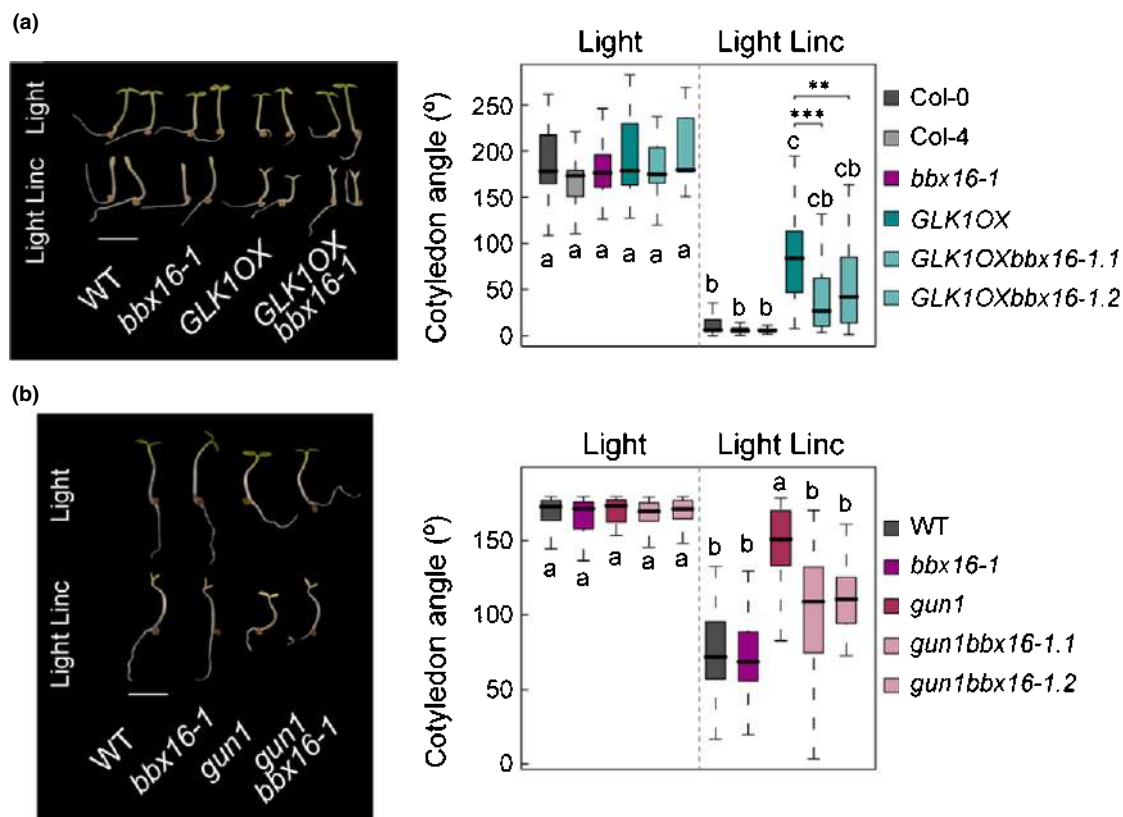 (a)
Light
Light Linc
WT
bbx16-1
GLK1OX
GLK1OX
bbx16-1
Light
Light Linc
Cotyledon angle (º)
250
200
150
100
50
0
a
a
a
a
a
a
b
b
b
c
cb
cb
**
***
Col-0
Col-4
bbx16-1
GLK1OX
GLK1OXbbx16-1.1
GLK1OXbbx16-1.2
(b)
Light
Light Linc
WT
bbx16-1
gun1
gun1
bbx16-1
Light
Light Linc
Cotyledon angle (º)
150
100
50
0
a
a
a
a
a
b
b
a
b
b
WT
bbx16-1
gun1
gun1bbx16-1.1
gun1bbx16-1.2